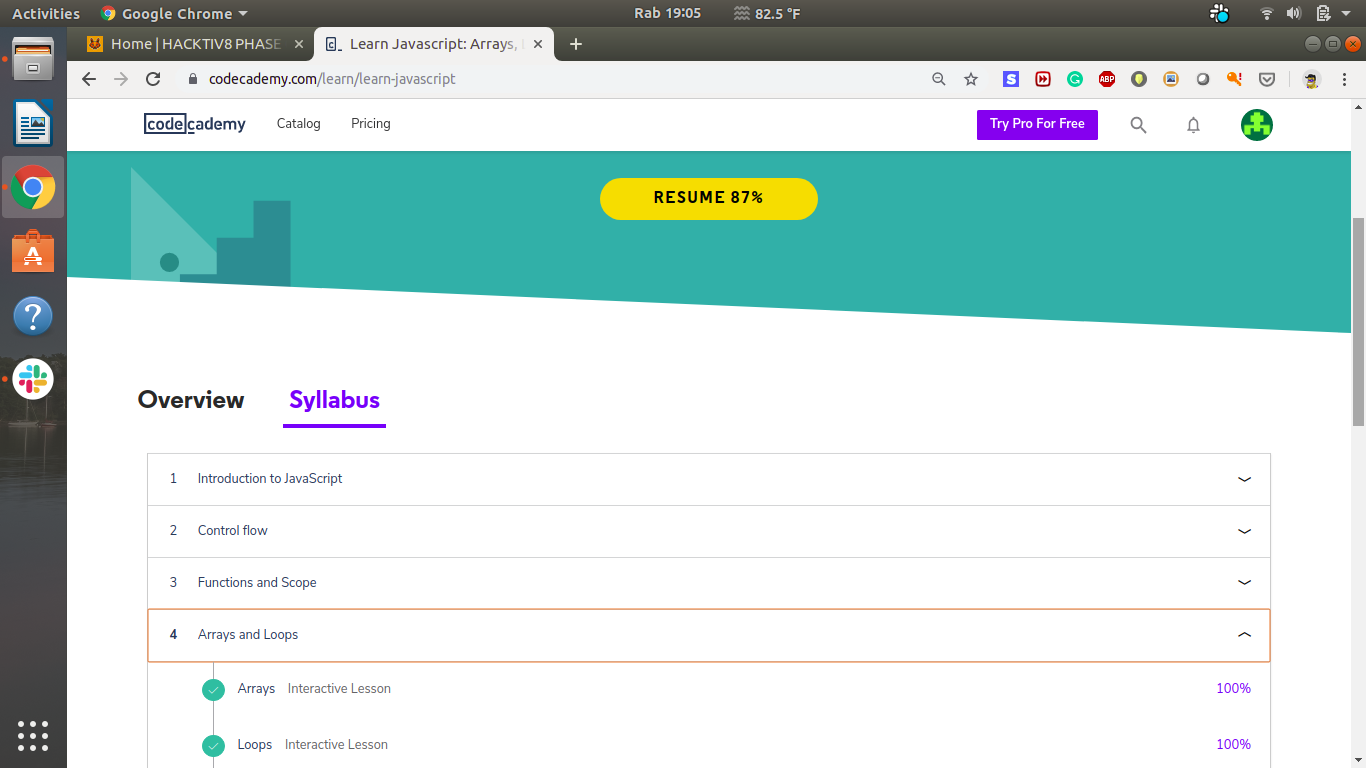 Activities Google Chrome Rab 19:05 82.5 °F
Home | HACKTIV8 PHASE Learn Javascript: Arrays,
codecademy.com/learn/learn-javascript
codecademy Catalog Pricing Try Pro For Free
RESUME 87%
Overview Syllabus
1 Introduction to JavaScript
2 Control flow
3 Functions and Scope
4 Arrays and Loops
Arrays Interactive Lesson 100%
Loops Interactive Lesson 100%